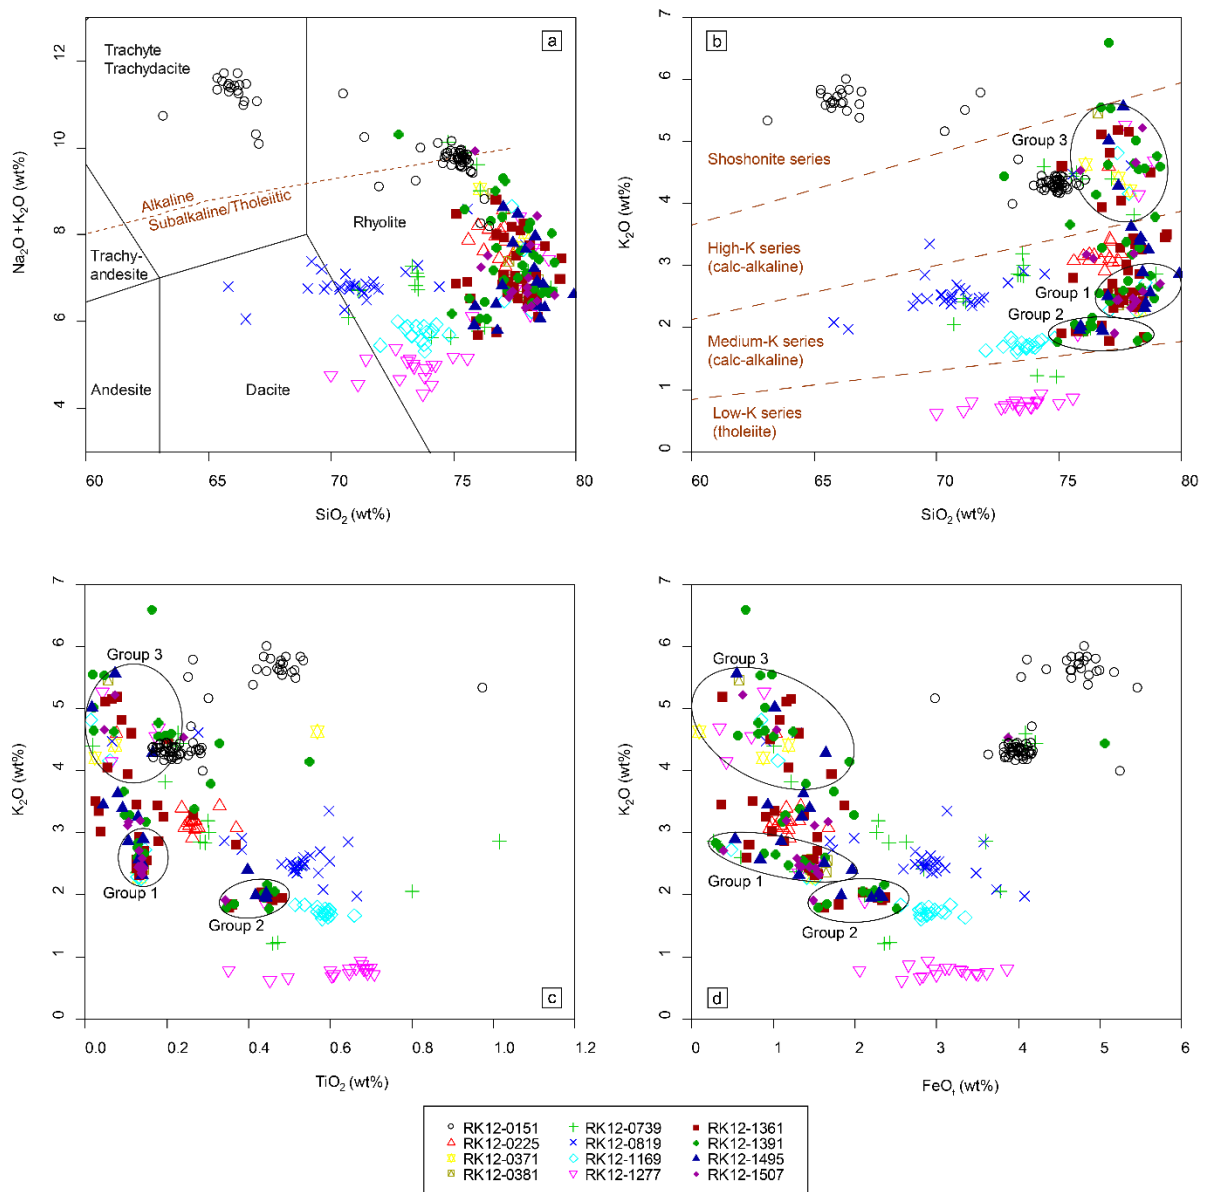 a
Trachyte
Trachydacite
Alkaline
Subalkaline/Tholeiitic
Rhyolite
Trachy-
andesite
Andesite
Dacite
12
10
8
6
4
Na₂O + K₂O (wt%)
60 65 70 75 80
SiO₂ (wt%)
b
Group 3
Shoshonite series
High-K series
(calc-alkaline)
Group 1
Group 2
Medium-K series
(calc-alkaline)
Low-K series
(tholeiite)
7
6
5
4
3
2
1
0
K₂O (wt%)
60 65 70 75 80
SiO₂ (wt%)
Group 3
Group 1
Group 2
c
7
6
5
4
3
2
1
0
K₂O (wt%)
0.0 0.2 0.4 0.6 0.8 1.0 1.2
TiO₂ (wt%)
Group 3
Group 1
Group 2
d
7
6
5
4
3
2
1
0
K₂O (wt%)
0 1 2 3 4 5 6
FeOₜ (wt%)
RK12-0151 RK12-0739 RK12-1361
RK12-0225 RK12-0819 RK12-1391
RK12-0371 RK12-1169 RK12-1495
RK12-0381 RK12-1277 RK12-1507